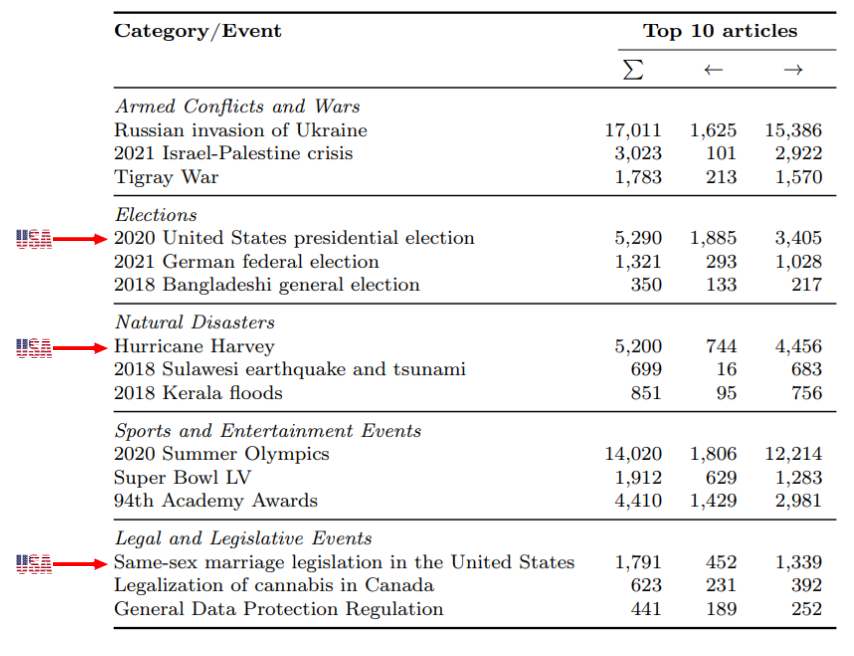 Category/Event Top 10 articles
∑ ← →
Armed Conflicts and Wars
Russian invasion of Ukraine 17,011 1,625 15,386
2021 Israel-Palestine crisis 3,023 101 2,922
Tigray War 1,783 213 1,570
Elections
USA 2020 United States presidential election 5,290 1,885 3,405
2021 German federal election 1,321 293 1,028
2018 Bangladeshi general election 350 133 217
Natural Disasters
USA Hurricane Harvey 5,200 744 4,456
2018 Sulawesi earthquake and tsunami 699 16 683
2018 Kerala floods 851 95 756
Sports and Entertainment Events
2020 Summer Olympics 14,020 1,806 12,214
Super Bowl LV 1,912 629 1,283
94th Academy Awards 4,410 1,429 2,981
Legal and Legislative Events
USA Same-sex marriage legislation in the United States 1,791 452 1,339
Legalization of cannabis in Canada 623 231 392
General Data Protection Regulation 441 189 252